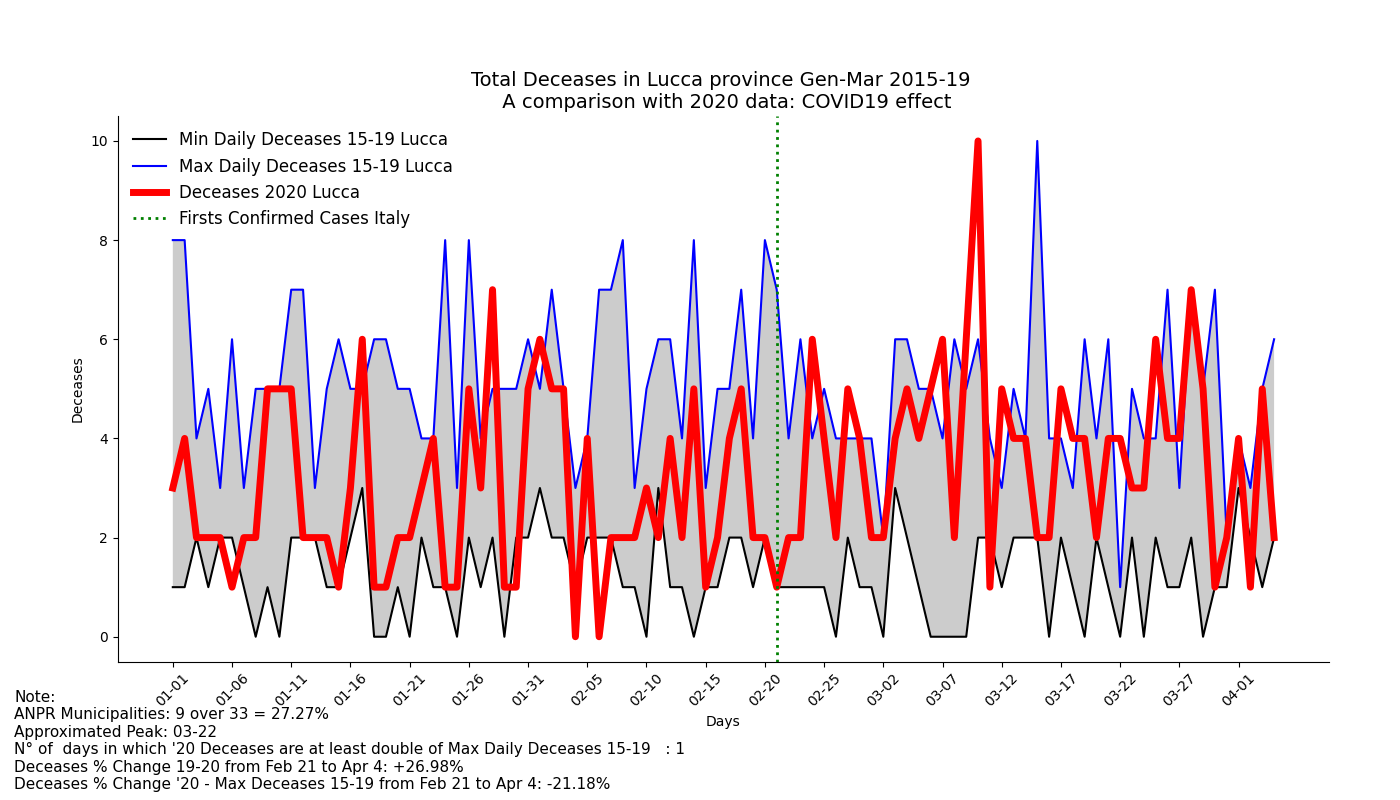 Total Deceases in Lucca province Gen-Mar 2015-19
A comparison with 2020 data: COVID19 effect
Min Daily Deceases 15-19 Lucca
Max Daily Deceases 15-19 Lucca
Deceases 2020 Lucca
Firsts Confirmed Cases Italy
Deceases
10
8
6
4
2
0
01-01 01-06 01-11 01-16 01-21 01-26 01-31 02-05 02-10 02-15 02-20 02-25 03-02 03-07 03-12 03-17 03-22 03-27 04-01
Days
Note:
ANPR Municipalities: 9 over 33 = 27.27%
Approximated Peak: 03-22
N° of  days in which '20 Deceases are at least double of Max Daily Deceases 15-19   : 1
Deceases % Change 19-20 from Feb 21 to Apr 4: +26.98%
Deceases % Change '20 - Max Deceases 15-19 from Feb 21 to Apr 4: -21.18%